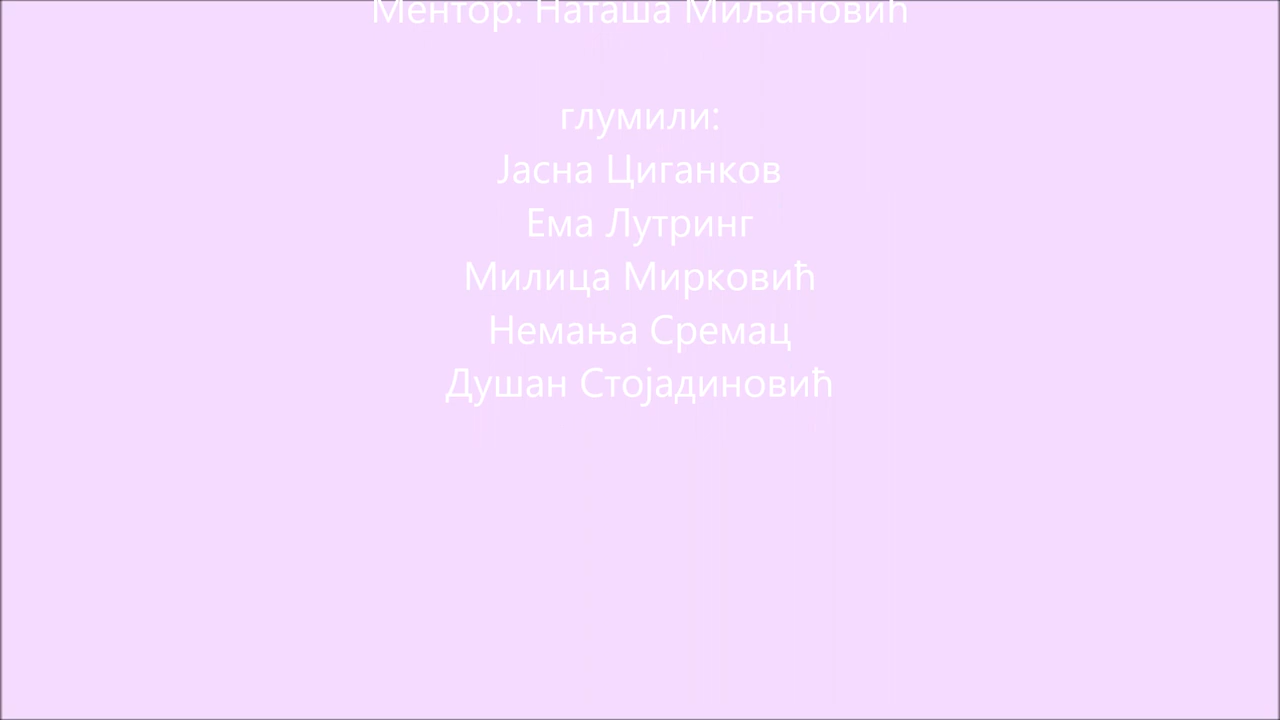 Ментор: Наташа Миљановић
глумили:
Јасна Циганков
Ема Лутринг
Милица Мирковић
Немања Сремац
Душан Стојадиновић